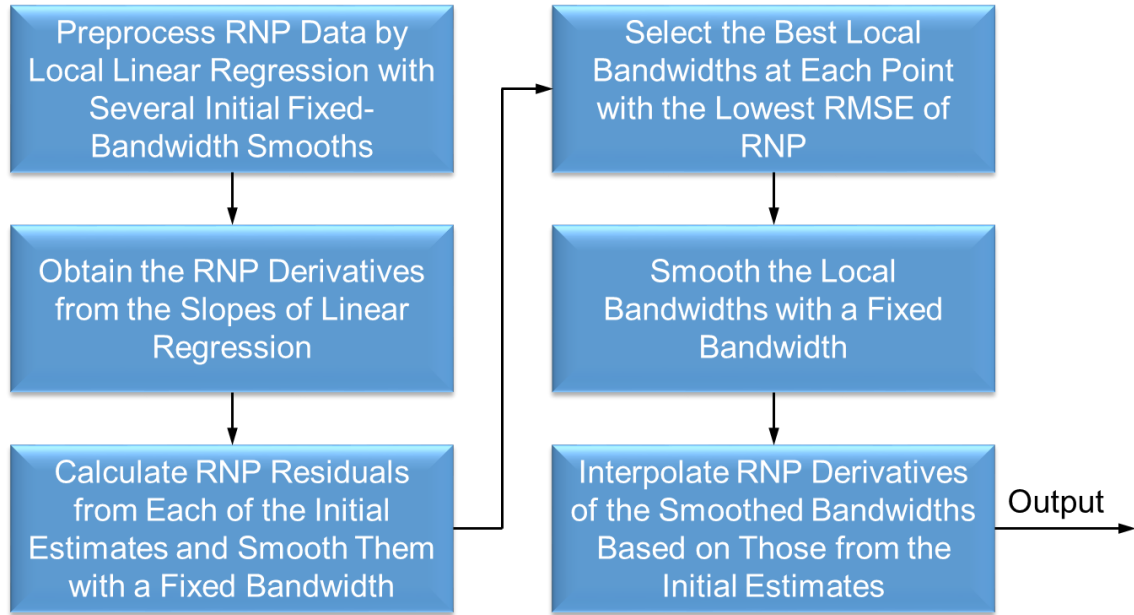 Preprocess RNP Data by
Local Linear Regression with
Several Initial Fixed-
Bandwidth Smooths
Obtain the RNP Derivatives
from the Slopes of Linear
Regression
Calculate RNP Residuals
from Each of the Initial
Estimates and Smooth Them
with a Fixed Bandwidth
Select the Best Local
Bandwidths at Each Point
with the Lowest RMSE of
RNP
Smooth the Local
Bandwidths with a Fixed
Bandwidth
Interpolate RNP Derivatives
of the Smoothed Bandwidths
Based on Those from the
Initial Estimates
Output